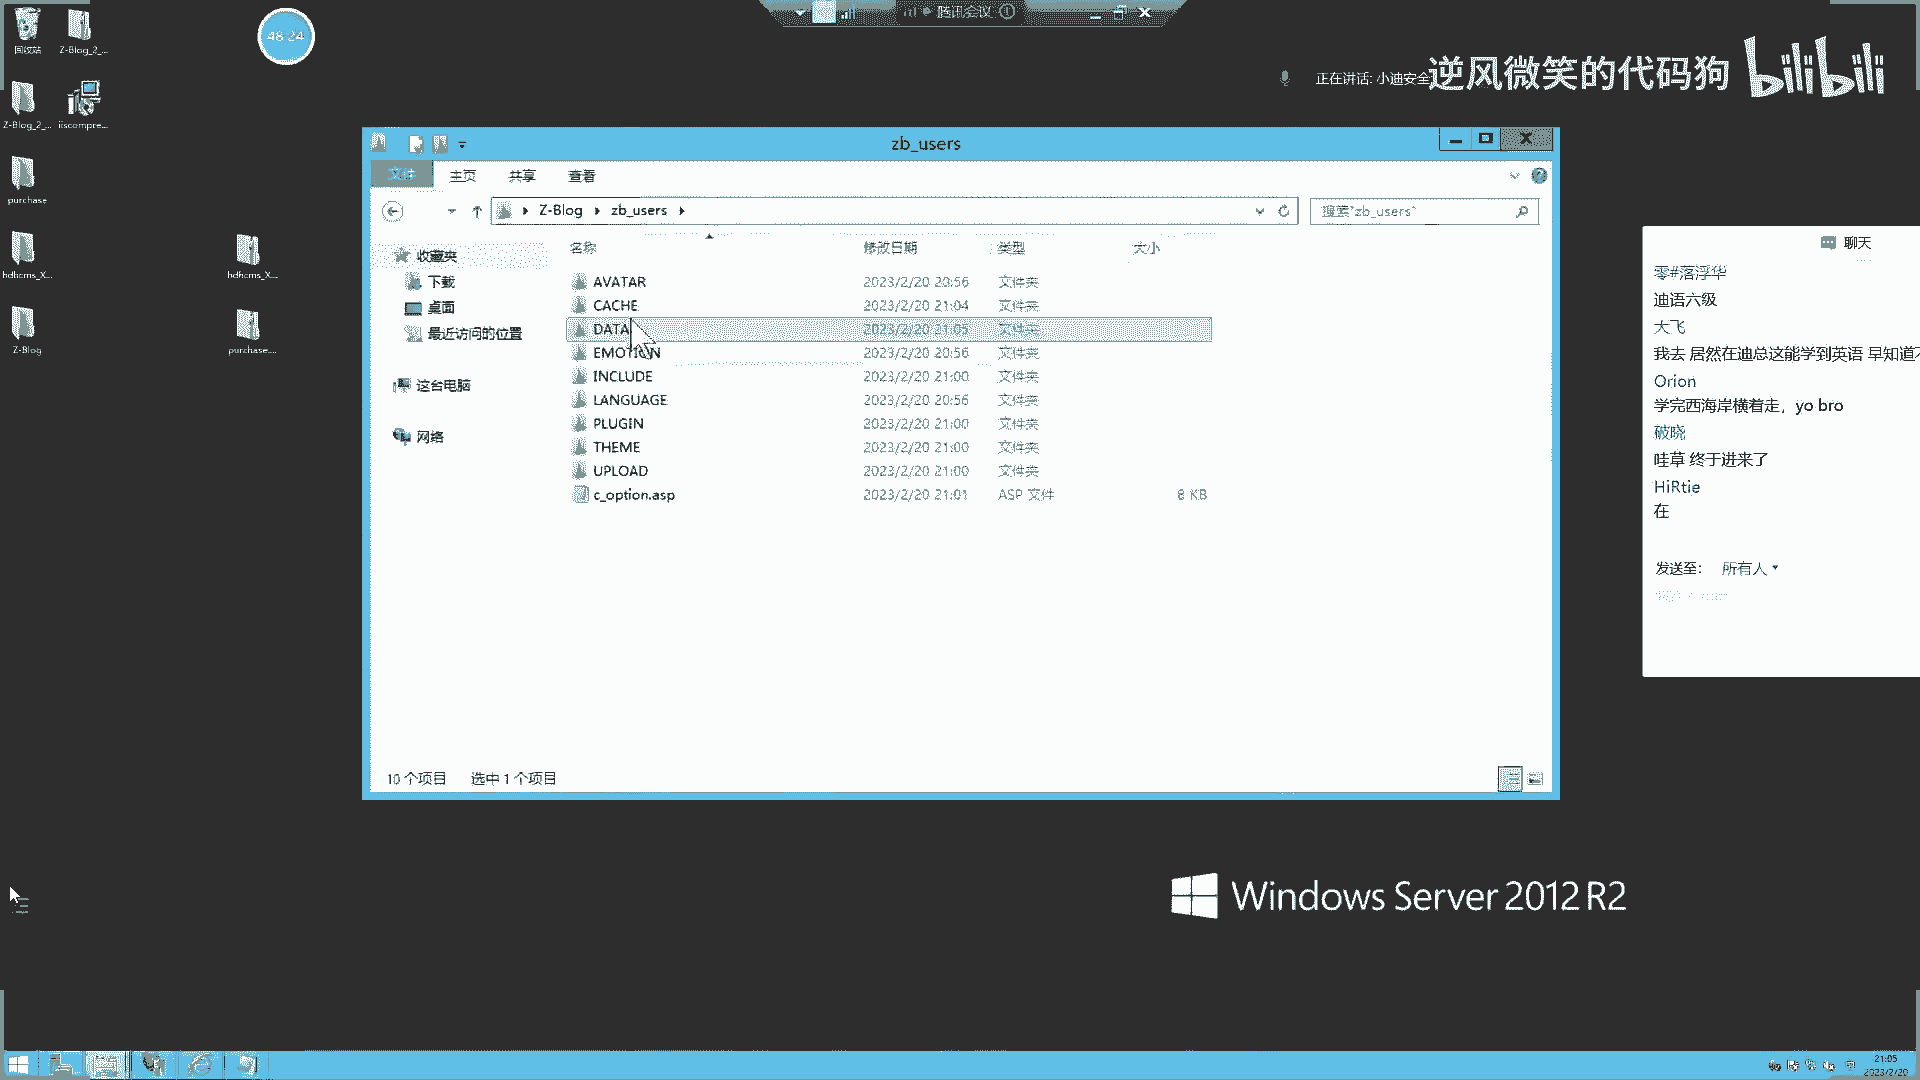 回收站
Z-Blog_2_...
48:24
腾讯会议
正在讲话: 小迪安全
逆风微笑的代码狗
bilibili
Z-Blog_2_...
iiscompre...
purchase
hdhcms_X...
hdhcms_X...
Z-Blog
purchase....
zb_users
文件
主页
共享
查看
Z-Blog
zb_users
搜索"zb_users"
名称
修改日期
类型
大小
收藏夹
下载
桌面
最近访问的位置
这台电脑
网络
AVATAR 2023/2/20 20:56 文件夹
CACHE 2023/2/20 21:04 文件夹
DATA 2023/2/20 21:05 文件夹
EMOTION 2023/2/20 20:56 文件夹
INCLUDE 2023/2/20 21:00 文件夹
LANGUAGE 2023/2/20 20:56 文件夹
PLUGIN 2023/2/20 21:00 文件夹
THEME 2023/2/20 21:00 文件夹
UPLOAD 2023/2/20 21:00 文件夹
c_option.asp 2023/2/20 21:01 ASP 文件 8 KB
10 个项目 选中 1 个项目
聊天
零#落浮华
迪语六级
大飞
我去 居然在迪总这能学到英语 早知道
Orion
学完西海岸横着走，yo bro
破晓
哇草 终于进来了
HiRtie
在
发送至： 所有人
Windows Server 2012 R2
21:05
2023/2/20